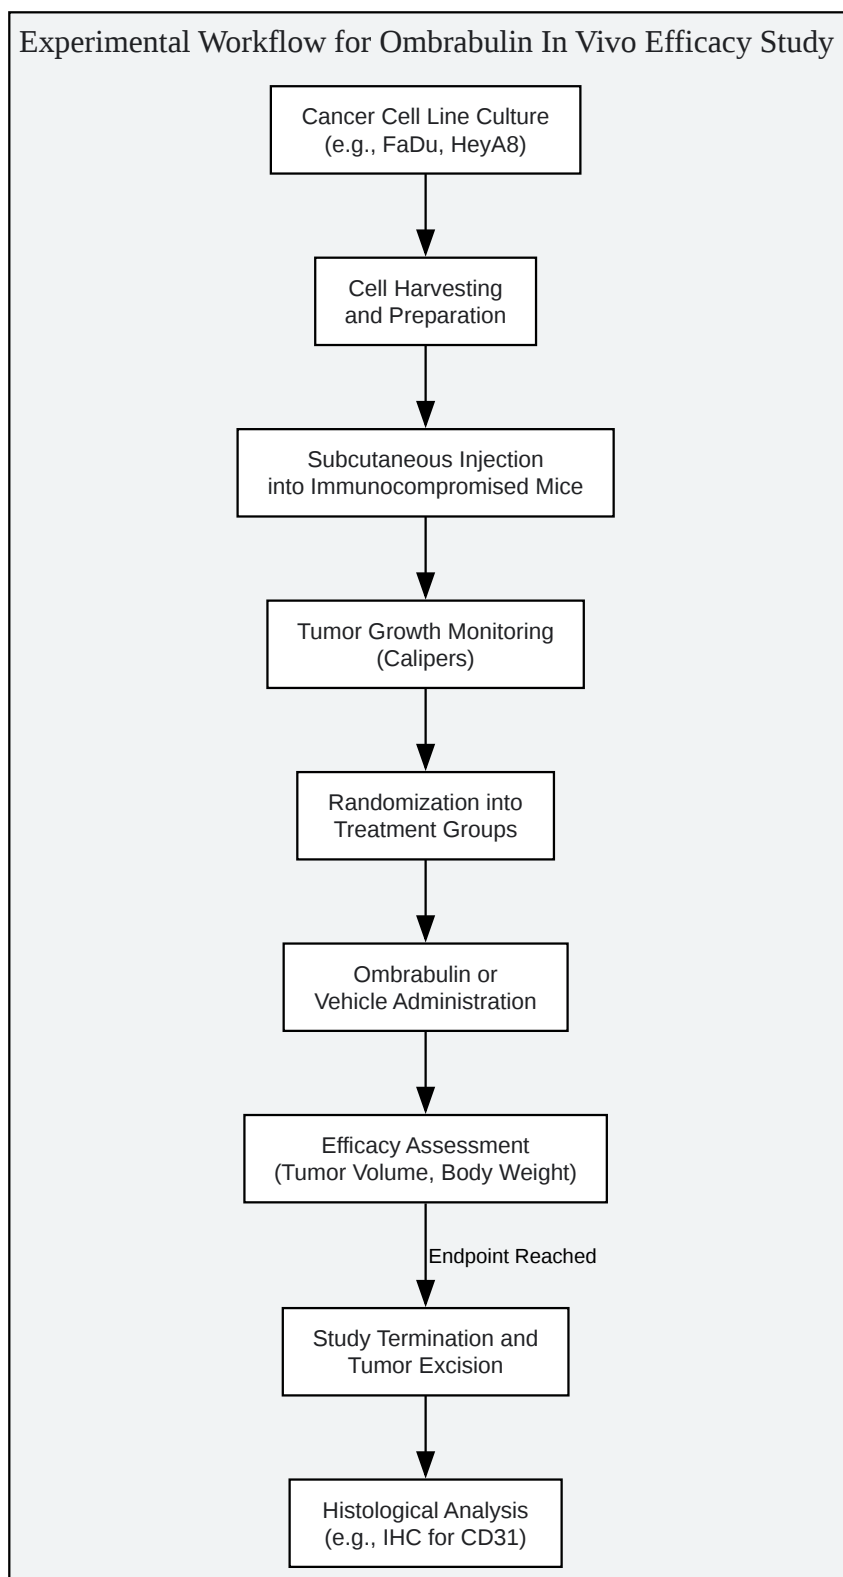 Experimental Workflow for Ombrabulin In Vivo Efficacy Study
Cancer Cell Line Culture
(e.g., FaDu, HeyA8)
Cell Harvesting
and Preparation
Subcutaneous Injection
into Immunocompromised Mice
Tumor Growth Monitoring
(Calipers)
Randomization into
Treatment Groups
Ombrabulin or
Vehicle Administration
Efficacy Assessment
(Tumor Volume, Body Weight)
Endpoint Reached
Study Termination and
Tumor Excision
Histological Analysis
(e.g., IHC for CD31)